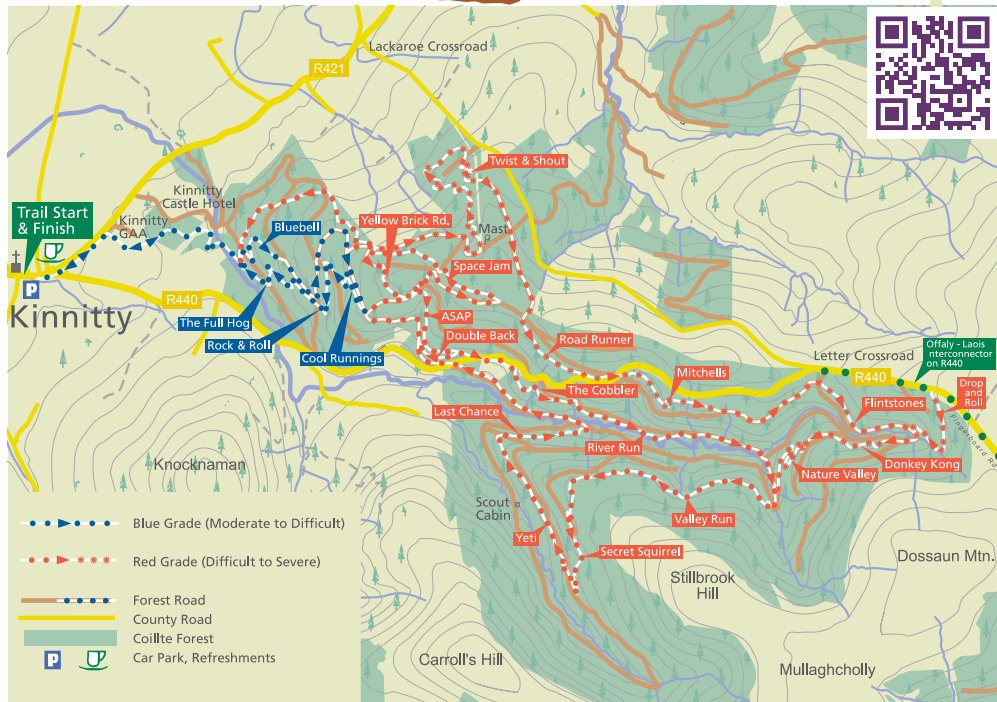 Lackaroe Crossroad
R421
Twist & Shout
Kinnitty
Castle Hotel
Trail Start
& Finish
Kinnitty
GAA
Bluebell
Yellow Brick Rd.
Mast
P
Space Jam
R440
Kinnitty
The Full Hog
Rock & Roll
Cool Runnings
ASAP
Double Back
Road Runner
Letter Crossroad
Offaly - Laois
interconnector
on R440
R440
Drop
and
Roll
Mitchells
The Cobbler
Flintstones
Fingerboard Rd.
Last Chance
River Run
Donkey Kong
Nature Valley
Knocknaman
Scout
Cabin
Valley Run
Yeti
Secret Squirrel
Dossaun Mtn.
Stillbrook
Hill
Carroll's Hill
Mullaghcholly
Blue Grade (Moderate to Difficult)
Red Grade (Difficult to Severe)
Forest Road
County Road
Coillte Forest
P
Car Park, Refreshments